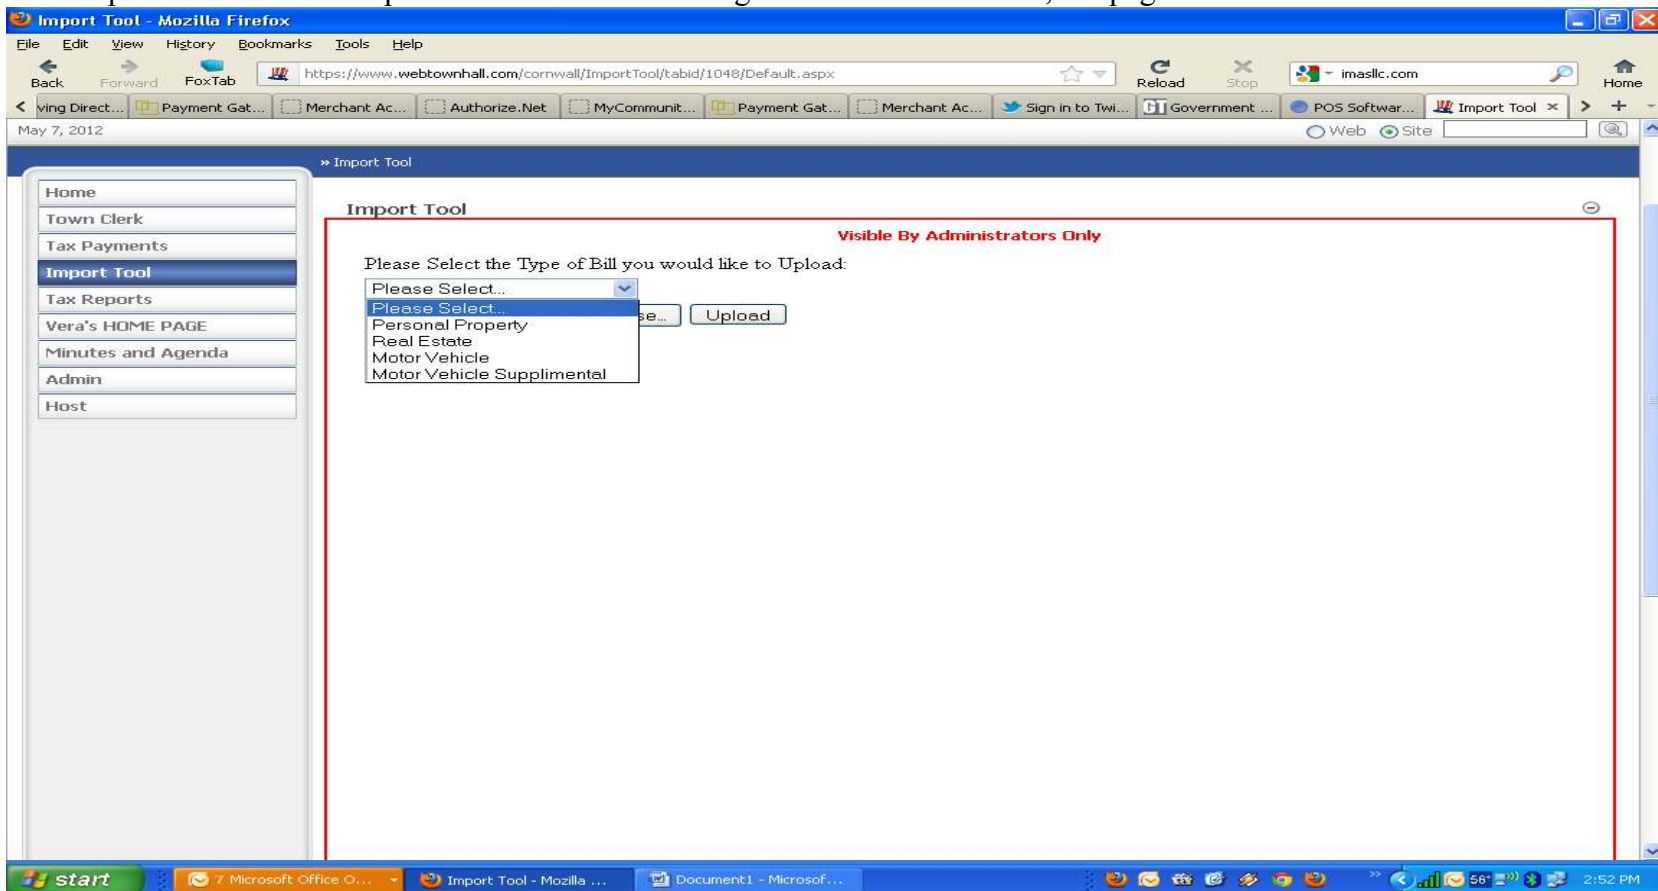 Import Tool - Mozilla Firefox
File Edit View History Bookmarks Tools Help
Back Forward FoxTab https://www.webtownhall.com/cornwall/ImportTool/tabid/1048/Default.aspx Reload Stop imasllc.com Home
ving Direct... Payment Gat... Merchant Ac... Authorize.Net MyCommunit... Payment Gat... Merchant Ac... Sign in to Twi... Government ... POS Softwar... Import Tool
May 7, 2012 Web Site
» Import Tool
Home
Town Clerk
Tax Payments
Import Tool
Tax Reports
Vera's HOME PAGE
Minutes and Agenda
Admin
Host
Import Tool
Visible By Administrators Only
Please Select the Type of Bill you would like to Upload:
Please Select...
Please Select...
Personal Property
Real Estate
Motor Vehicle
Motor Vehicle Supplimental
se... Upload
start 7 Microsoft Office O... Import Tool - Mozilla ... Document1 - Microsof... 56° 2:52 PM